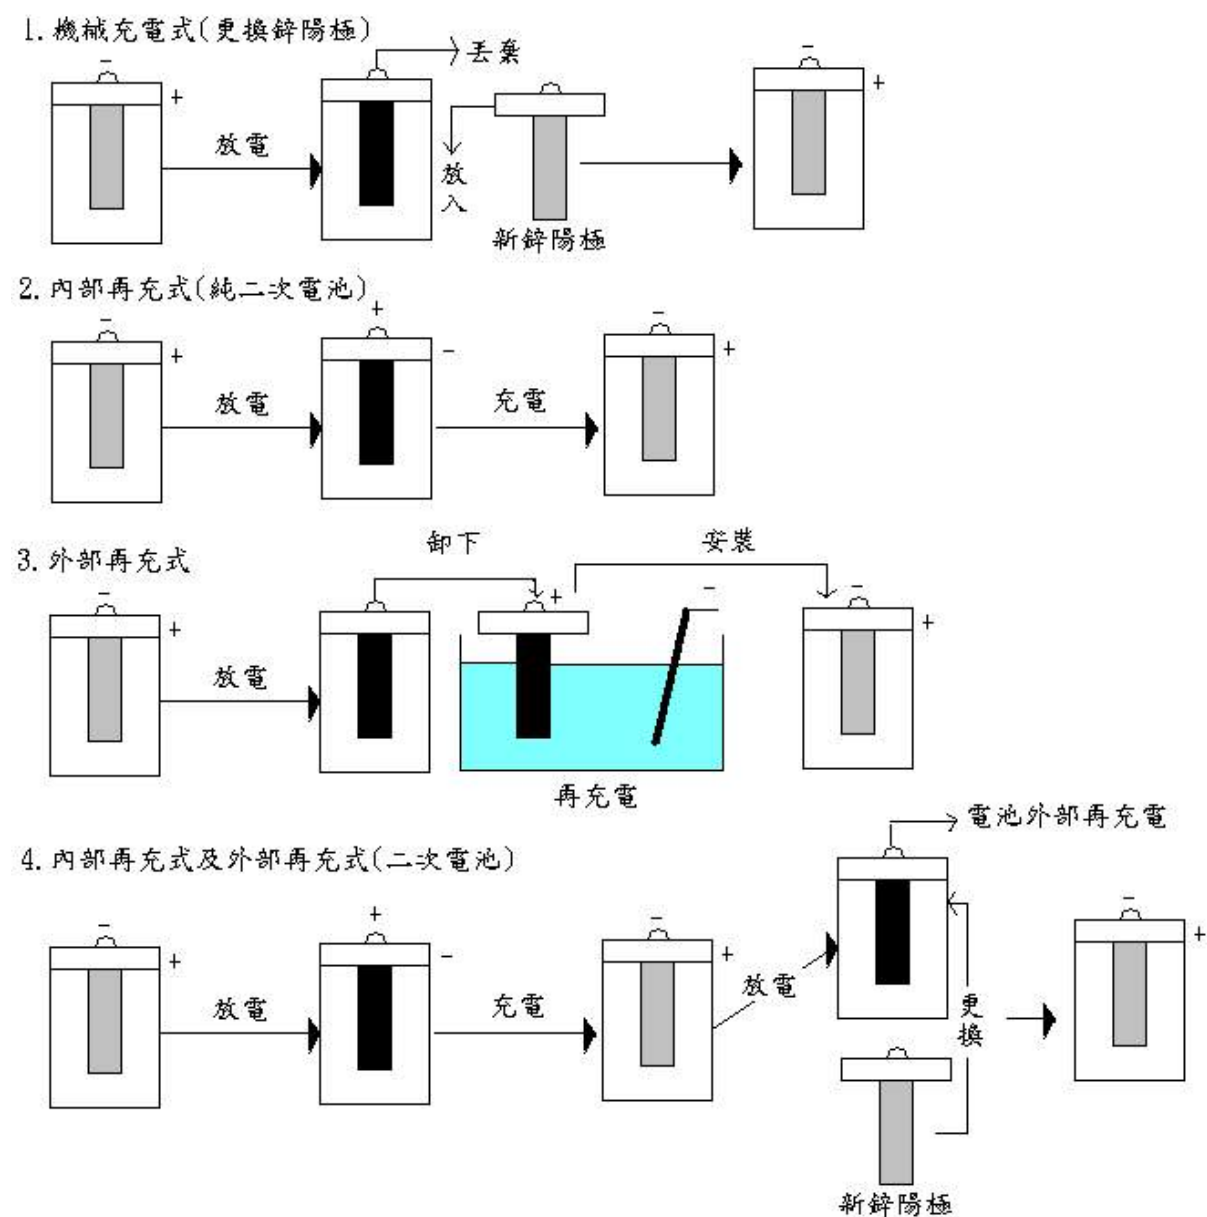 1. 機械充電式(更換鋅陽極)
丟棄
－
－
＋
＋
放電
放入
新鋅陽極
2. 內部再充式(純二次電池)
－
＋
－
＋
－
＋
放電
充電
3. 外部再充式
卸下
安裝
－
＋
－
－
＋
＋
放電
再充電
4. 內部再充式及外部再充式(二次電池)
電池外部再充電
－
＋
－
－
＋
－
＋
＋
放電
充電
放電
更換
新鋅陽極